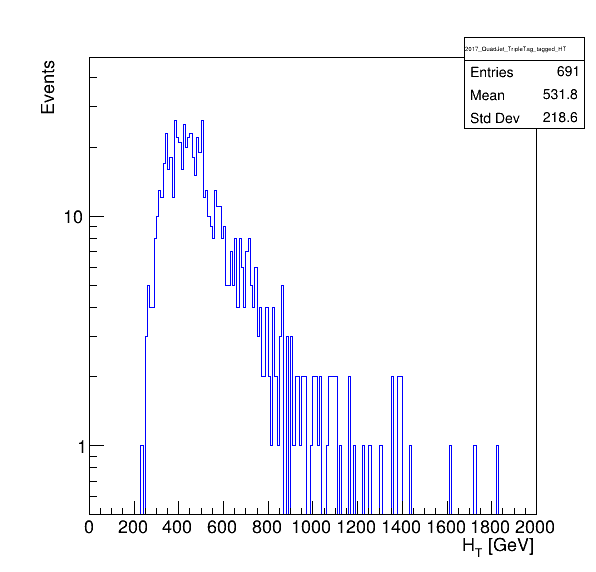 2017_QuadJet_TripleTag_tagged_HT
Entries 691
Mean 531.8
Std Dev 218.6
Events
10
1
0 200 400 600 800 1000 1200 1400 1600 1800 2000
H_T [GeV]